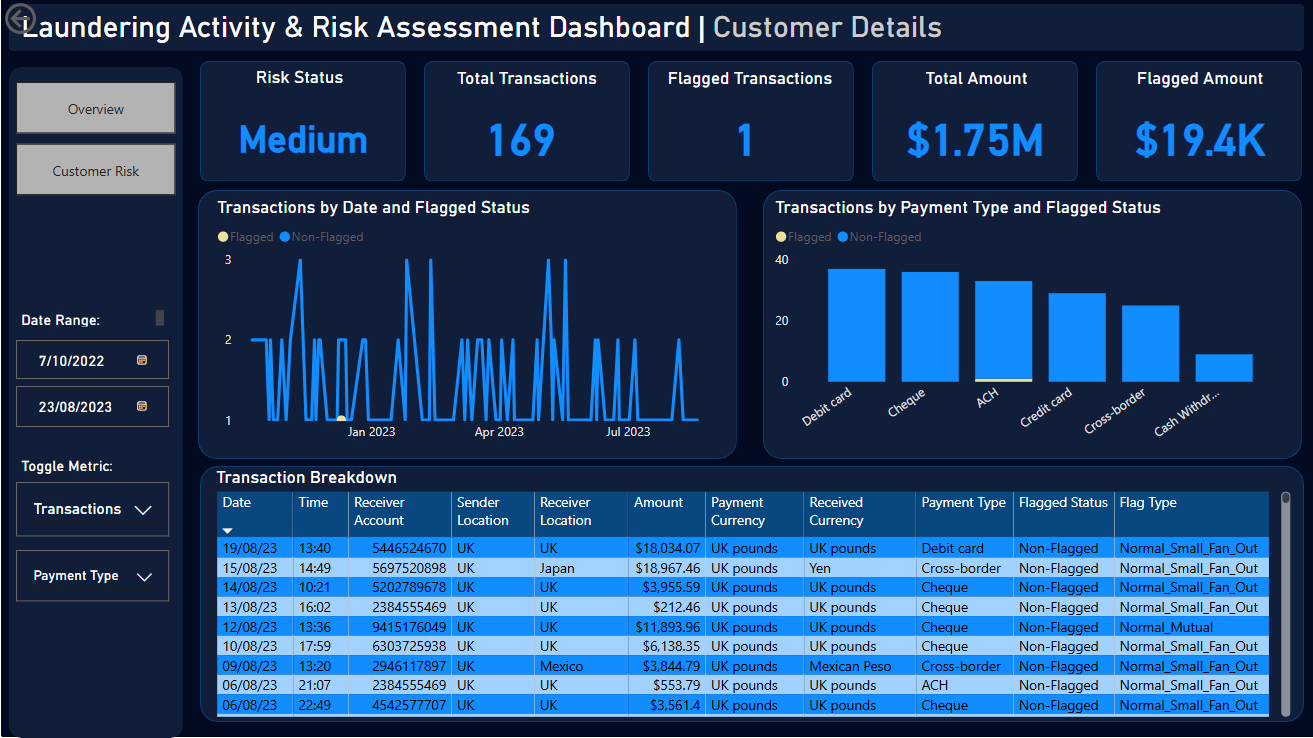 Laundering Activity & Risk Assessment Dashboard | Customer Details
Overview
Customer Risk
Date Range:
7/10/2022
23/08/2023
Toggle Metric:
Transactions
Payment Type
Risk Status
Medium
Total Transactions
169
Flagged Transactions
1
Total Amount
$1.75M
Flagged Amount
$19.4K
Transactions by Date and Flagged Status
Flagged Non-Flagged
3
2
1
Jan 2023 Apr 2023 Jul 2023
Transactions by Payment Type and Flagged Status
Flagged Non-Flagged
40
20
0
Debit card Cheque ACH Credit card Cross-border Cash Withdr...
Transaction Breakdown
Date Time Receiver Account Sender Location Receiver Location Amount Payment Currency Received Currency Payment Type Flagged Status Flag Type
19/08/23 13:40 5446524670 UK UK $18,034.07 UK pounds UK pounds Debit card Non-Flagged Normal_Small_Fan_Out
15/08/23 14:49 5697520898 UK Japan $18,967.46 UK pounds Yen Cross-border Non-Flagged Normal_Small_Fan_Out
14/08/23 10:21 5202789678 UK UK $3,955.59 UK pounds UK pounds Cheque Non-Flagged Normal_Small_Fan_Out
13/08/23 16:02 2384555469 UK UK $212.46 UK pounds UK pounds Cheque Non-Flagged Normal_Small_Fan_Out
12/08/23 13:36 9415176049 UK UK $11,893.96 UK pounds UK pounds Cheque Non-Flagged Normal_Mutual
10/08/23 17:59 6303725938 UK UK $6,138.35 UK pounds UK pounds Cheque Non-Flagged Normal_Small_Fan_Out
09/08/23 13:20 2946117897 UK Mexico $3,844.79 UK pounds Mexican Peso Cross-border Non-Flagged Normal_Small_Fan_Out
06/08/23 21:07 2384555469 UK UK $553.79 UK pounds UK pounds ACH Non-Flagged Normal_Small_Fan_Out
06/08/23 22:49 4542577707 UK UK $3,561.4 UK pounds UK pounds Cheque Non-Flagged Normal_Small_Fan_Out